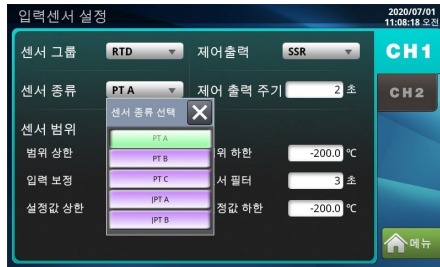 입력센서 설정
2020/07/01
11:08:18 오전
센서 그룹 RTD 제어출력 SSR
CH1
센서 종류 PT A 제어 출력 주기 2 초
CH2
센서 종류 선택
센서 범위
PT A
범위 상한 PT B 위 하한 -200.0 ℃
입력 보정 PT C 서 필터 3 초
설정값 상한 JPT A 정값 하한 -200.0 ℃
JPT B
메뉴